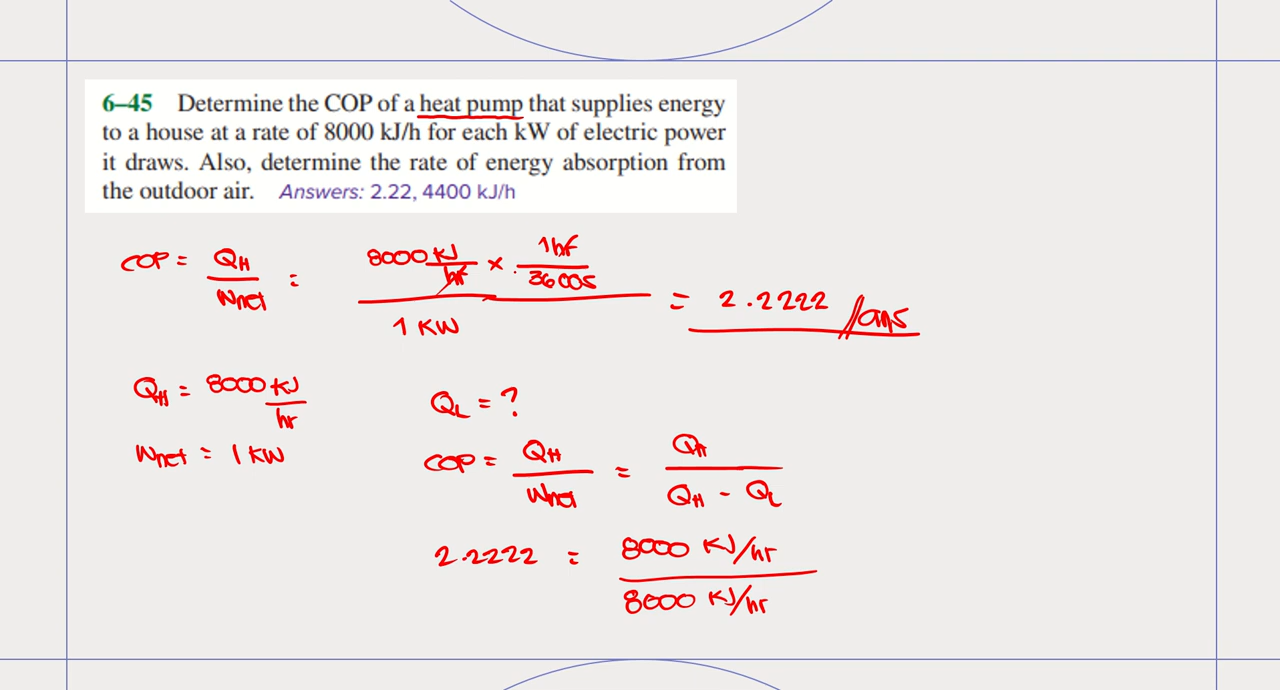 6–45 Determine the COP of a heat pump that supplies energy
to a house at a rate of 8000 kJ/h for each kW of electric power
it draws. Also, determine the rate of energy absorption from
the outdoor air. Answers: 2.22, 4400 kJ/h
COP = QH / Wnet = 8000 KJ/hr × 1hr/3600s / 1 KW = 2.2222 //ans
QH = 8000 KJ/hr
Wnet = 1 KW
QL = ?
COP = QH / Wnet = QH / QH - QL
2.2222 = 8000 KJ/hr / 8000 KJ/hr